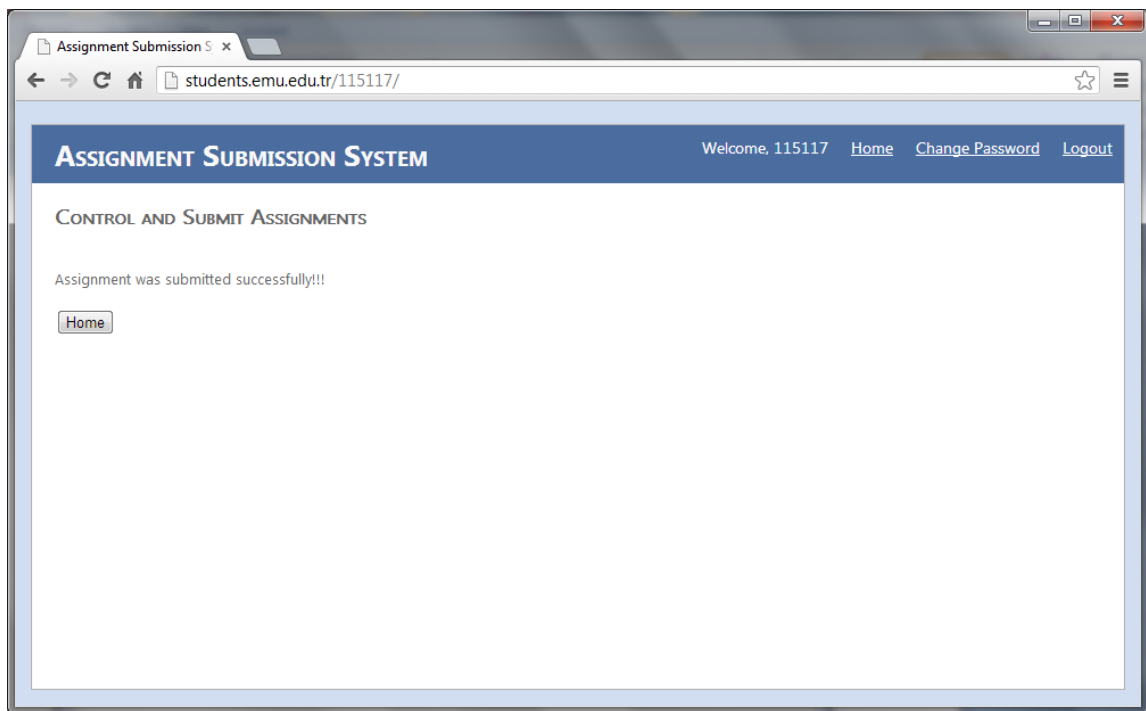 Assignment Submission S
students.emu.edu.tr/115117/
Assignment Submission System
Welcome, 115117 Home Change Password Logout
Control and Submit Assignments
Assignment was submitted successfully!!!
Home